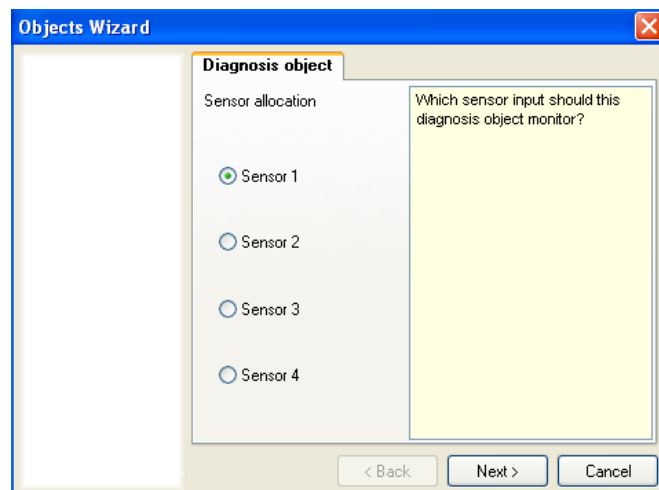 Objects Wizard
Diagnosis object
Sensor allocation
Which sensor input should this
diagnosis object monitor?
Sensor 1
Sensor 2
Sensor 3
Sensor 4
< Back
Next >
Cancel